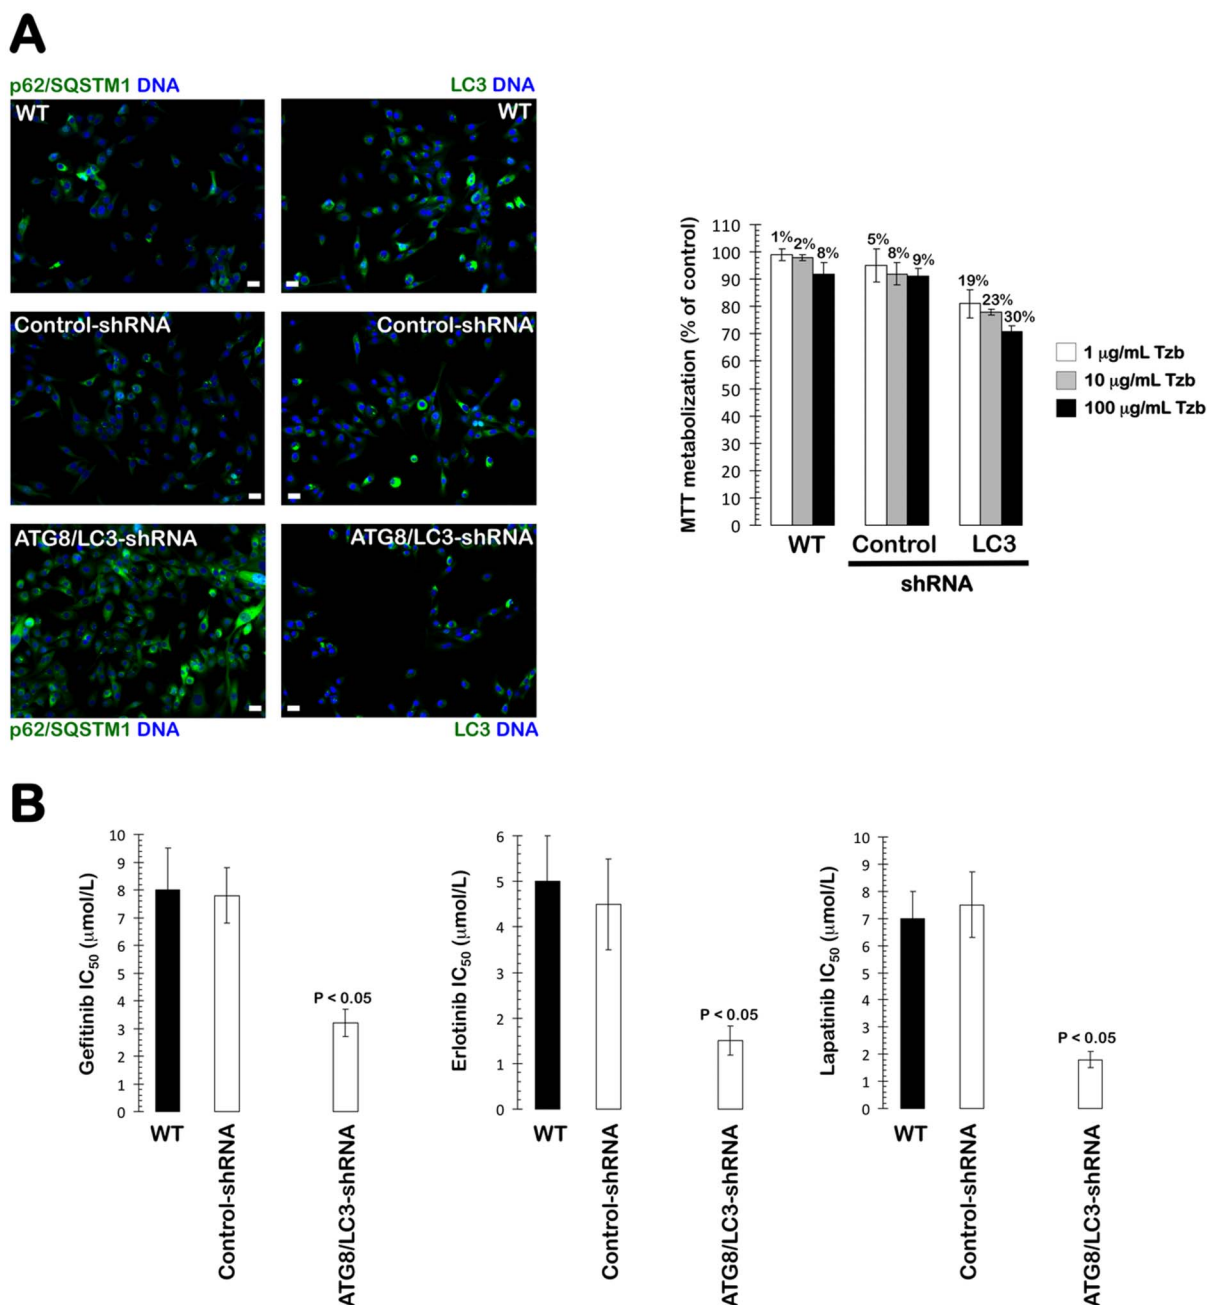 A
p62/SQSTM1 DNA
LC3 DNA
WT
WT
Control-shRNA
Control-shRNA
ATG8/LC3-shRNA
ATG8/LC3-shRNA
p62/SQSTM1 DNA
LC3 DNA
MTT metabolization (% of control)
110
100
90
80
70
60
50
40
30
20
10
0
1%
2%
8%
5%
8%
9%
19%
23%
30%
WT
Control
LC3
shRNA
1 µg/mL Tzb
10 µg/mL Tzb
100 µg/mL Tzb
B
Gefitinib IC50 (µmol/L)
10
9
8
7
6
5
4
3
2
1
0
P < 0.05
WT
Control-shRNA
ATG8/LC3-shRNA
Erlotinib IC50 (µmol/L)
6
5
4
3
2
1
0
P < 0.05
WT
Control-shRNA
ATG8/LC3-shRNA
Lapatinib IC50 (µmol/L)
10
9
8
7
6
5
4
3
2
1
0
P < 0.05
WT
Control-shRNA
ATG8/LC3-shRNA